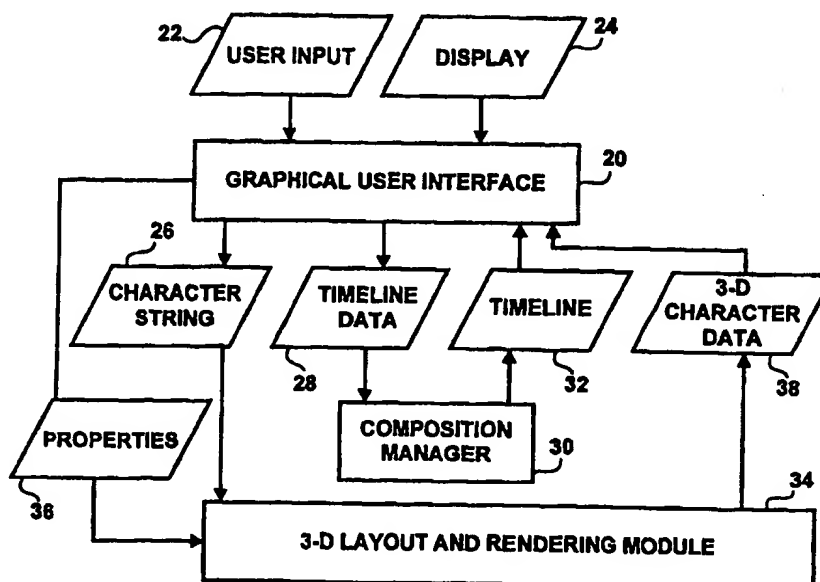 22
USER INPUT
DISPLAY
24
GRAPHICAL USER INTERFACE
20
26
CHARACTER
STRING
TIMELINE
DATA
28
TIMELINE
32
3-D
CHARACTER
DATA
38
PROPERTIES
36
COMPOSITION
MANAGER
30
34
3-D LAYOUT AND RENDERING MODULE